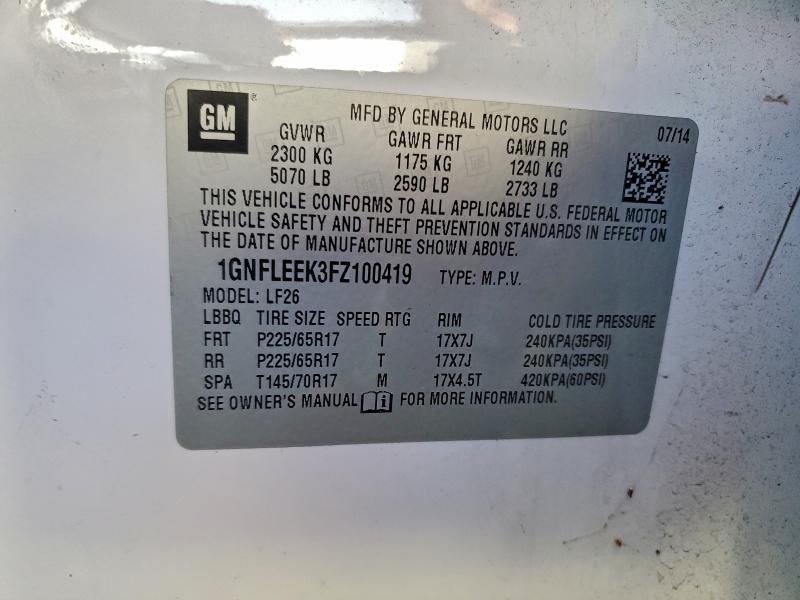 GM ®
MFD BY GENERAL MOTORS LLC 07/14
GVWR GAWR FRT GAWR RR
2300 KG 1175 KG 1240 KG
5070 LB 2590 LB 2733 LB
THIS VEHICLE CONFORMS TO ALL APPLICABLE U.S. FEDERAL MOTOR
VEHICLE SAFETY AND THEFT PREVENTION STANDARDS IN EFFECT ON
THE DATE OF MANUFACTURE SHOWN ABOVE.
1GNFLEEK3FZ100419 TYPE: M.P.V.
MODEL: LF26
LBBQ TIRE SIZE SPEED RTG RIM COLD TIRE PRESSURE
FRT P225/65R17 T 17X7J 240KPA(35PSI)
RR P225/65R17 T 17X7J 240KPA(35PSI)
SPA T145/70R17 M 17X4.5T 420KPA(60PSI)
SEE OWNER'S MANUAL i FOR MORE INFORMATION.